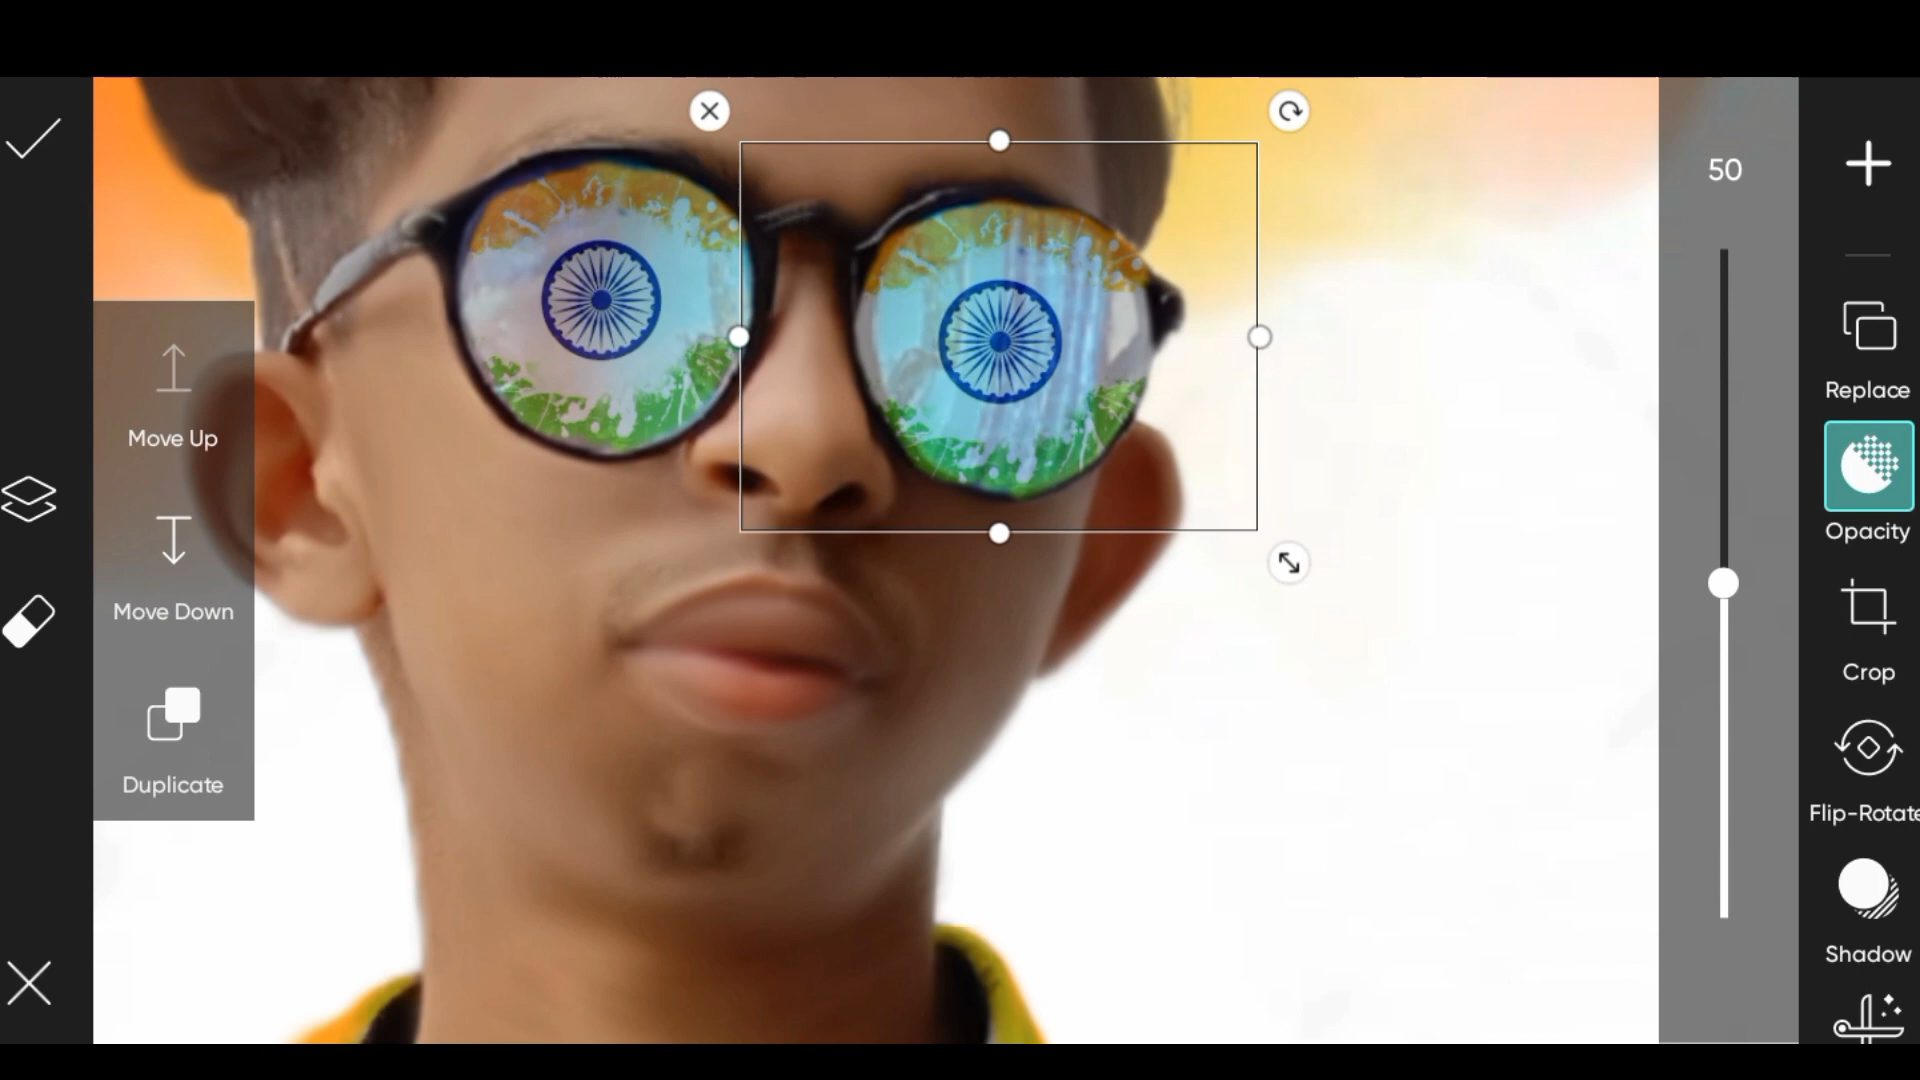 50
Move Up
Move Down
Duplicate
Replace
Opacity
Crop
Flip-Rotate
Shadow